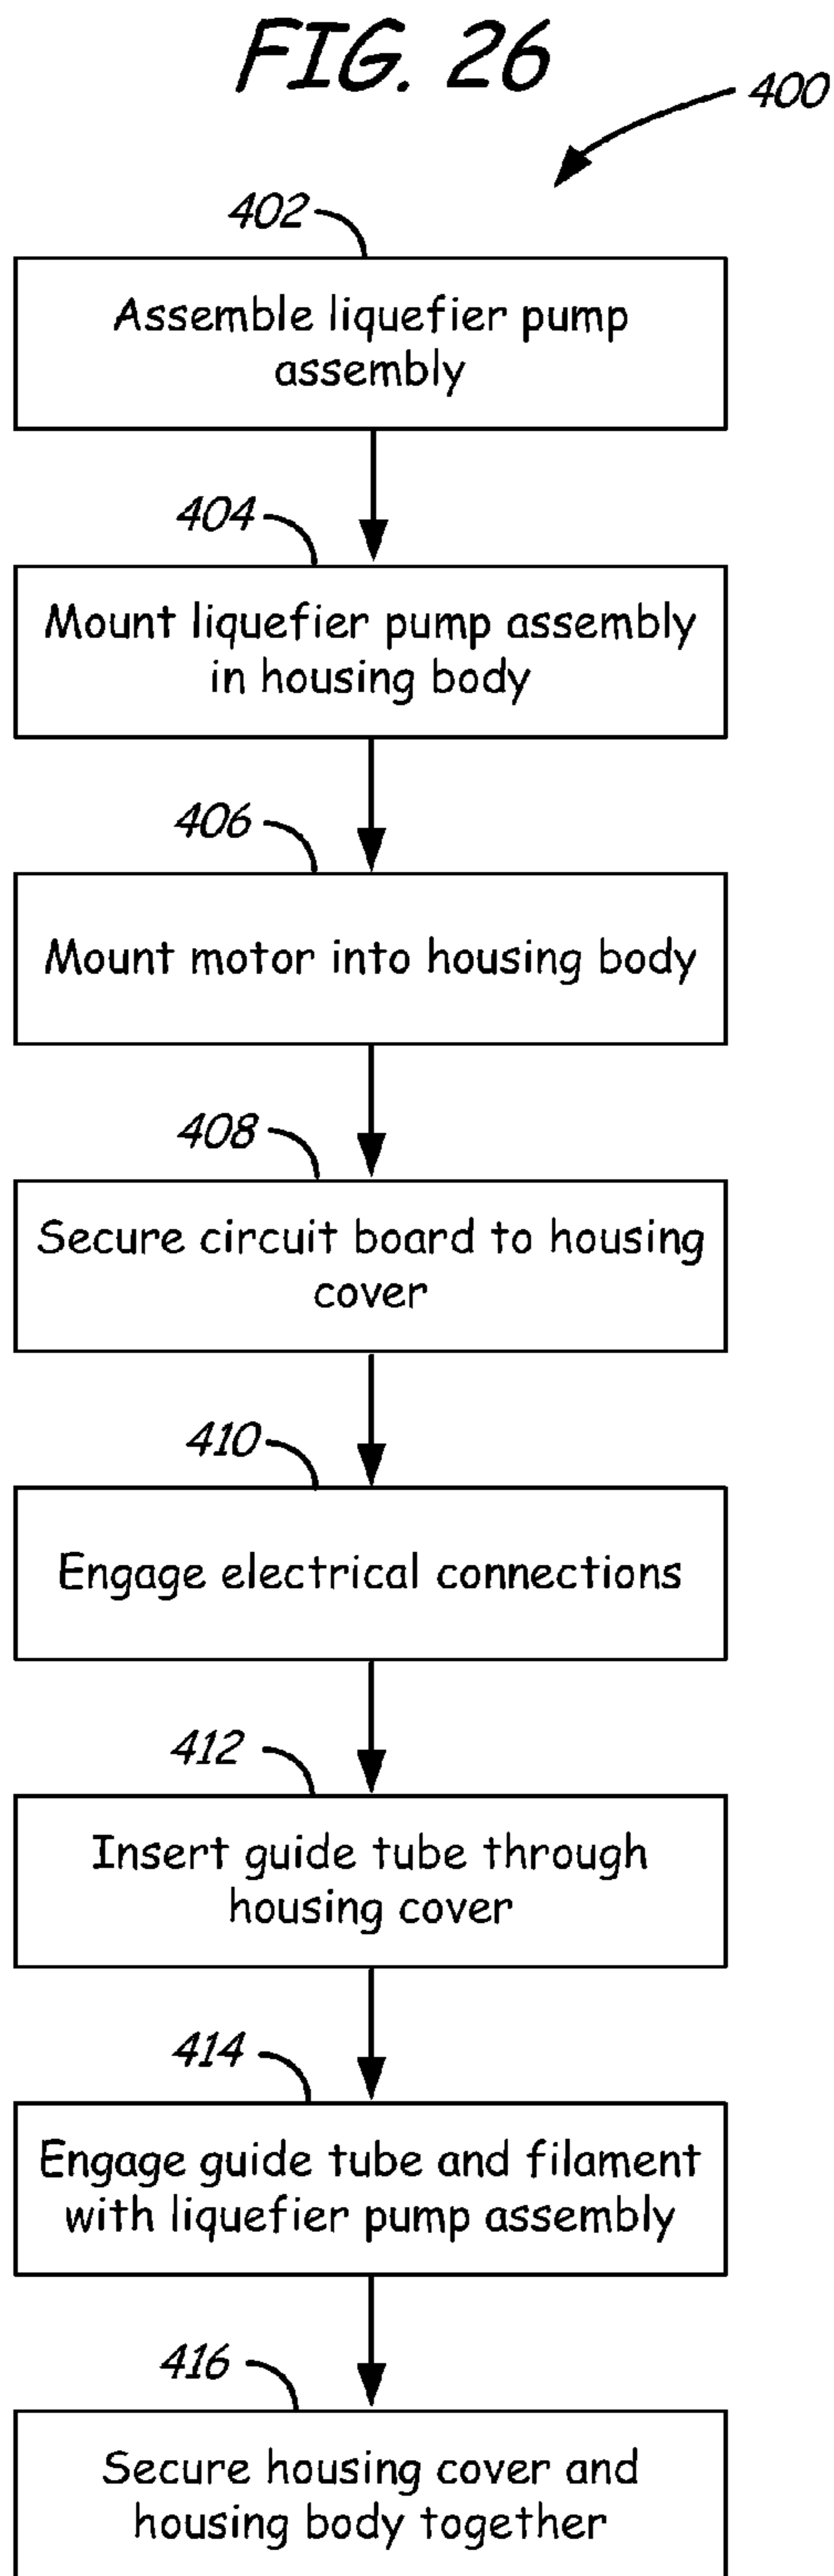 FIG. 26
400
402
Assemble liquefier pump
assembly
404
Mount liquefier pump assembly
in housing body
406
Mount motor into housing body
408
Secure circuit board to housing
cover
410
Engage electrical connections
412
Insert guide tube through
housing cover
414
Engage guide tube and filament
with liquefier pump assembly
416
Secure housing cover and
housing body together